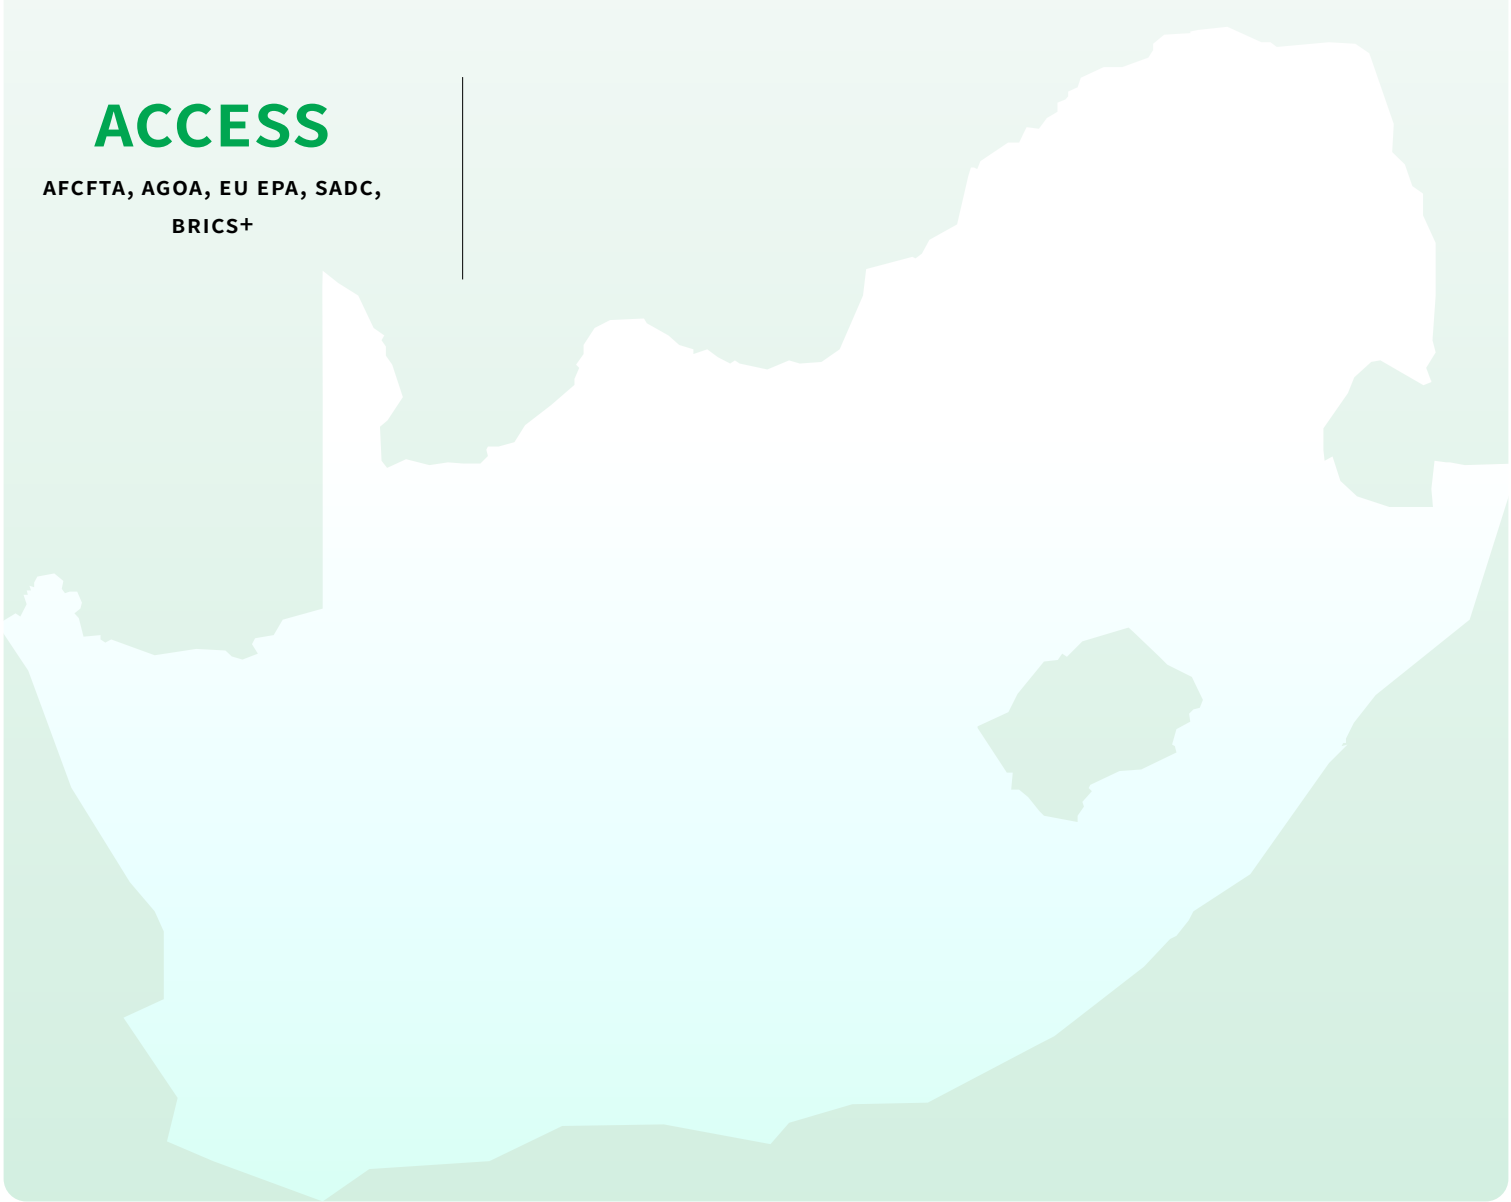 ACCESS
AFCFTA, AGOA, EU EPA, SADC,
BRICS+